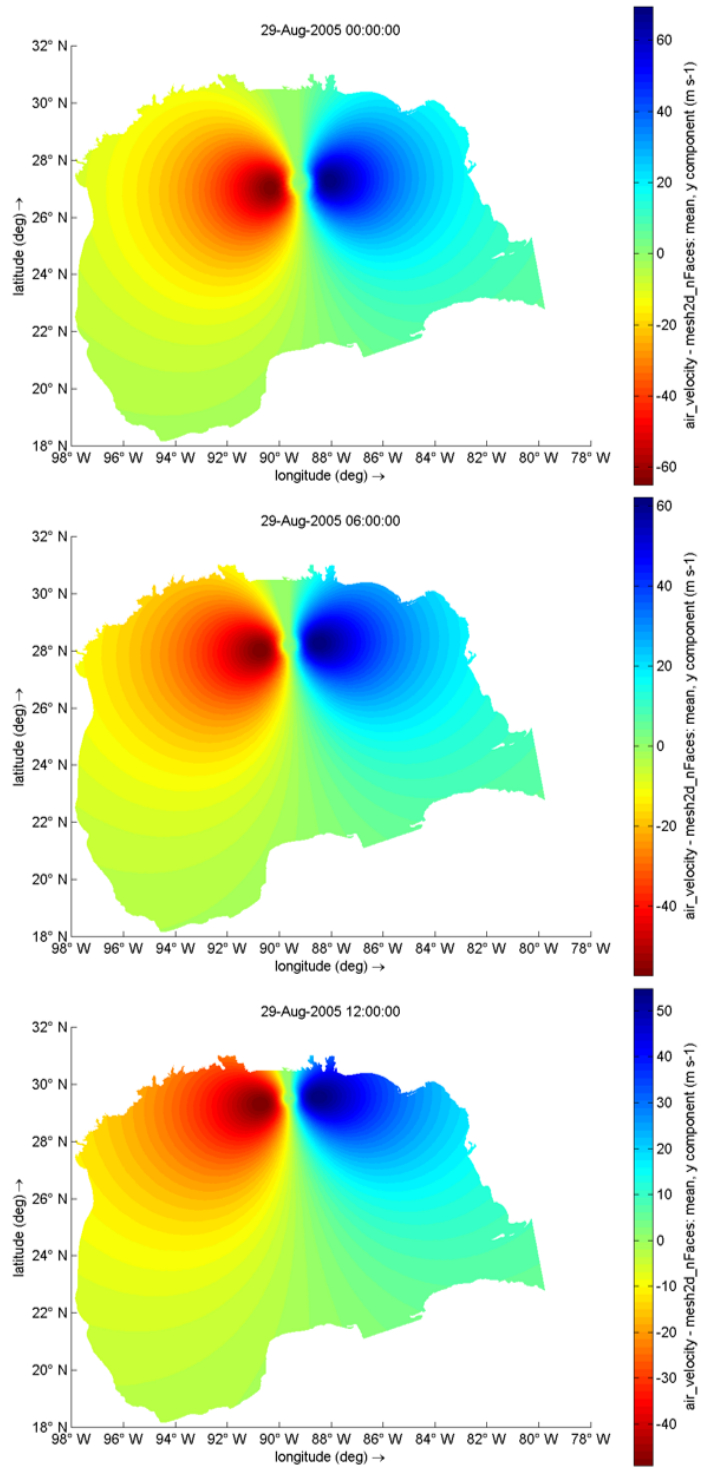 29-Aug-2005 00:00:00
32° N
30° N
28° N
26° N
24° N
22° N
20° N
18° N
98° W 96° W 94° W 92° W 90° W 88° W 86° W 84° W 82° W 80° W 78° W
longitude (deg) →
latitude (deg) →
60
40
20
0
-20
-40
-60
air_velocity - mesh2d_nFaces: mean, y component (m s-1)
29-Aug-2005 06:00:00
32° N
30° N
28° N
26° N
24° N
22° N
20° N
18° N
98° W 96° W 94° W 92° W 90° W 88° W 86° W 84° W 82° W 80° W 78° W
longitude (deg) →
latitude (deg) →
60
40
20
0
-20
-40
air_velocity - mesh2d_nFaces: mean, y component (m s-1)
29-Aug-2005 12:00:00
32° N
30° N
28° N
26° N
24° N
22° N
20° N
18° N
98° W 96° W 94° W 92° W 90° W 88° W 86° W 84° W 82° W 80° W 78° W
longitude (deg) →
latitude (deg) →
50
40
30
20
10
0
-10
-20
-30
-40
air_velocity - mesh2d_nFaces: mean, y component (m s-1)